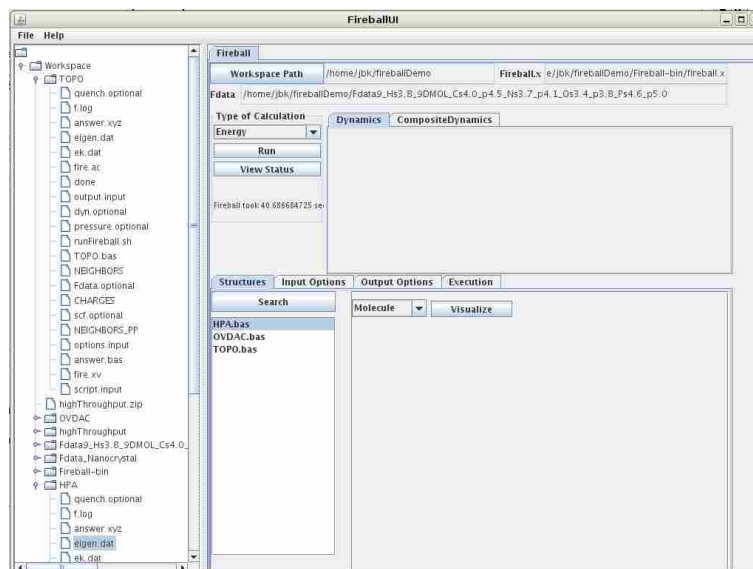 FireballUI
File Help
Workspace
TOPO
quench.optional
f.log
answer.xyz
eigen.dat
ek.dat
fire.ac
done
output.input
dyn.optional
pressure.optional
runFireball.sh
TOPO.bas
NEIGHBORS
Fdata.optional
CHARGES
scf.optional
NEIGHBORS_PP
options.input
answer.bas
fire.xv
script.input
highThroughput.zip
OVDAC
highThroughput
Fdata9_Hs3.8_9DMOL_Cs4.0_
Fdata_Nanocrystal
Fireball-bin
HPA
quench.optional
f.log
answer.xyz
eigen.dat
ek.dat
Fireball
Workspace Path /home/jbk/fireballDemo Fireball.x e/jbk/fireballDemo/Fireball-bin/fireball.x
Fdata /home/jbk/fireballDemo/Fdata9_Hs3.8_9DMOL_Cs4.0_p4.5_Ns3.7_p4.1_Os3.4_p3.8_Ps4.6_p5.0
Type of Calculation
Energy
Run
View Status
Fireball took 40.686684725 se
Dynamics CompositeDynamics
Structures Input Options Output Options Execution
Search
HPA.bas
OVDAC.bas
TOPO.bas
Molecule Visualize